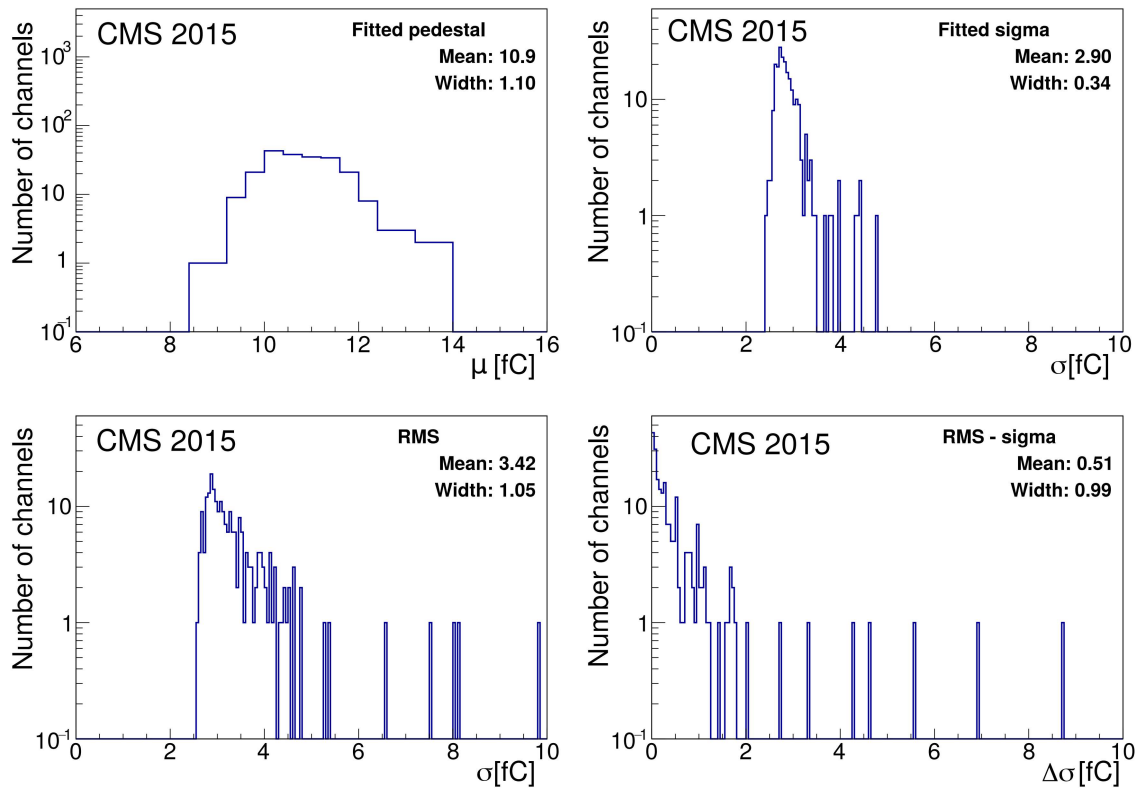 CMS 2015
Fitted pedestal
Mean: 10.9
Width: 1.10
Number of channels
10³
10²
10
1
10⁻¹
6 8 10 12 14 16
μ [fC]
CMS 2015
Fitted sigma
Mean: 2.90
Width: 0.34
Number of channels
10
1
10⁻¹
0 2 4 6 8 10
σ[fC]
CMS 2015
RMS
Mean: 3.42
Width: 1.05
Number of channels
10
1
10⁻¹
0 2 4 6 8 10
σ[fC]
CMS 2015
RMS - sigma
Mean: 0.51
Width: 0.99
Number of channels
10
1
10⁻¹
0 2 4 6 8 10
Δσ[fC]